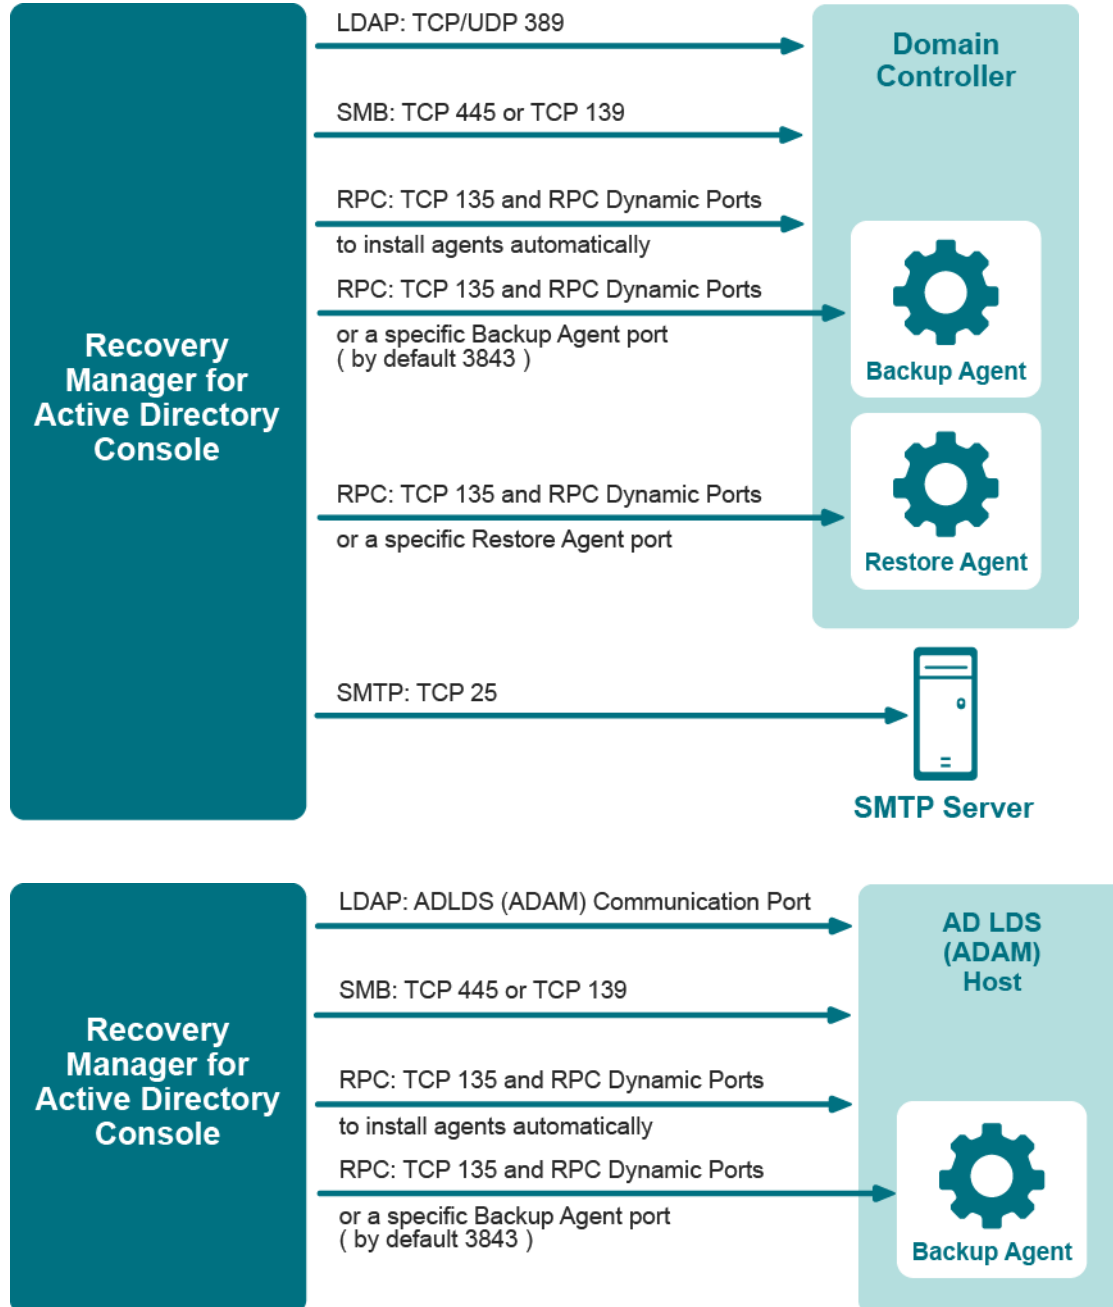 Recovery
Manager for
Active Directory
Console
LDAP: TCP/UDP 389
SMB: TCP 445 or TCP 139
RPC: TCP 135 and RPC Dynamic Ports
to install agents automatically
RPC: TCP 135 and RPC Dynamic Ports
or a specific Backup Agent port
( by default 3843 )
RPC: TCP 135 and RPC Dynamic Ports
or a specific Restore Agent port
SMTP: TCP 25
Domain
Controller
Backup Agent
Restore Agent
SMTP Server
Recovery
Manager for
Active Directory
Console
LDAP: ADLDS (ADAM) Communication Port
SMB: TCP 445 or TCP 139
RPC: TCP 135 and RPC Dynamic Ports
to install agents automatically
RPC: TCP 135 and RPC Dynamic Ports
or a specific Backup Agent port
( by default 3843 )
AD LDS
(ADAM)
Host
Backup Agent